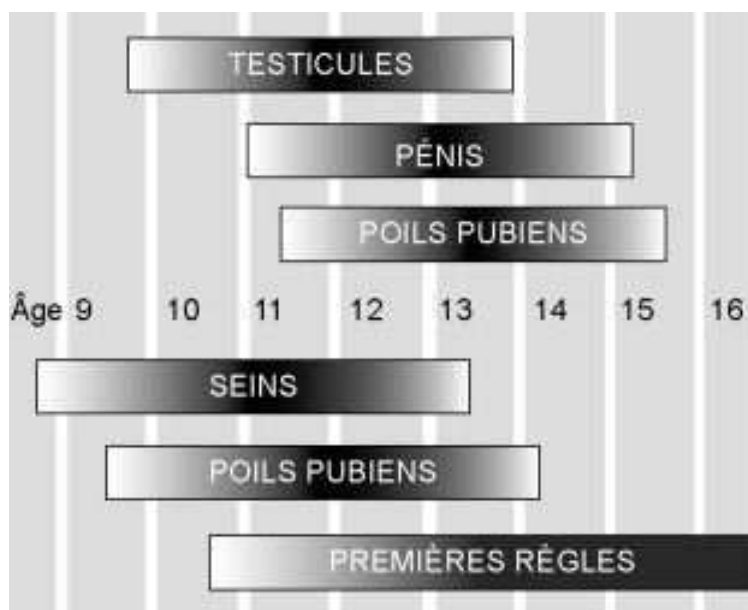 TESTICULES
PÉNIS
POILS PUBIENS
Âge 9 10 11 12 13 14 15 16
SEINS
POILS PUBIENS
PREMIÈRES RÈGLES